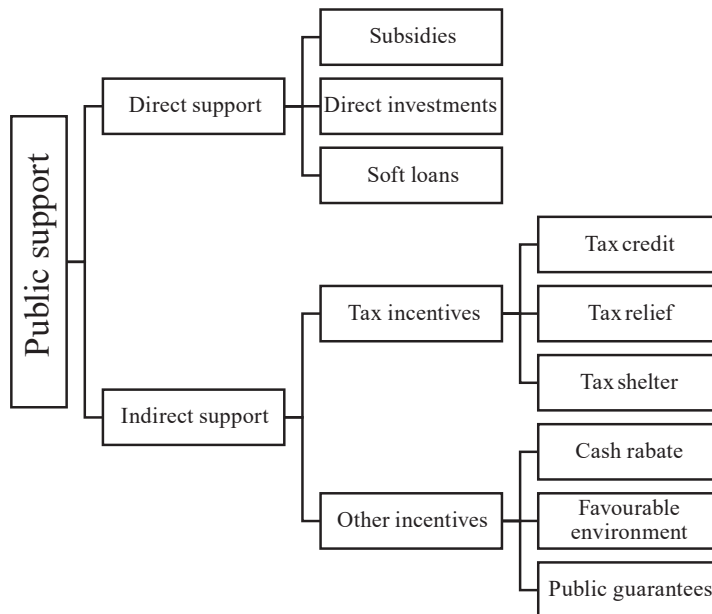 Subsidies
Direct support
Direct investments
Soft loans
Public support
Tax credit
Tax incentives
Tax relief
Tax shelter
Indirect support
Cash rabate
Other incentives
Favourable
environment
Public guarantees